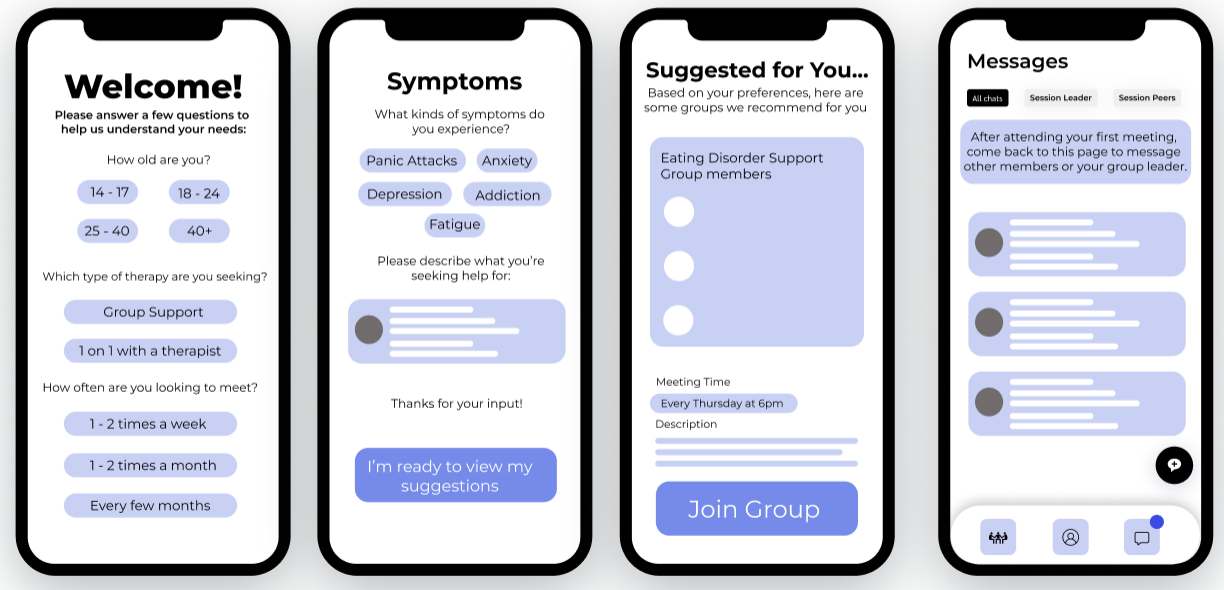 Welcome!
Please answer a few questions to
help us understand your needs:
How old are you?
14 - 17
18 - 24
25 - 40
40+
Which type of therapy are you seeking?
Group Support
1 on 1 with a therapist
How often are you looking to meet?
1 - 2 times a week
1 - 2 times a month
Every few months
Symptoms
What kinds of symptoms do
you experience?
Panic Attacks
Anxiety
Depression
Addiction
Fatigue
Please describe what you're
seeking help for:
Thanks for your input!
I'm ready to view my
suggestions
Suggested for You...
Based on your preferences, here are
some groups we recommend for you
Eating Disorder Support
Group members
Meeting Time
Every Thursday at 6pm
Description
Join Group
Messages
All chats
Session Leader
Session Peers
After attending your first meeting,
come back to this page to message
other members or your group leader.